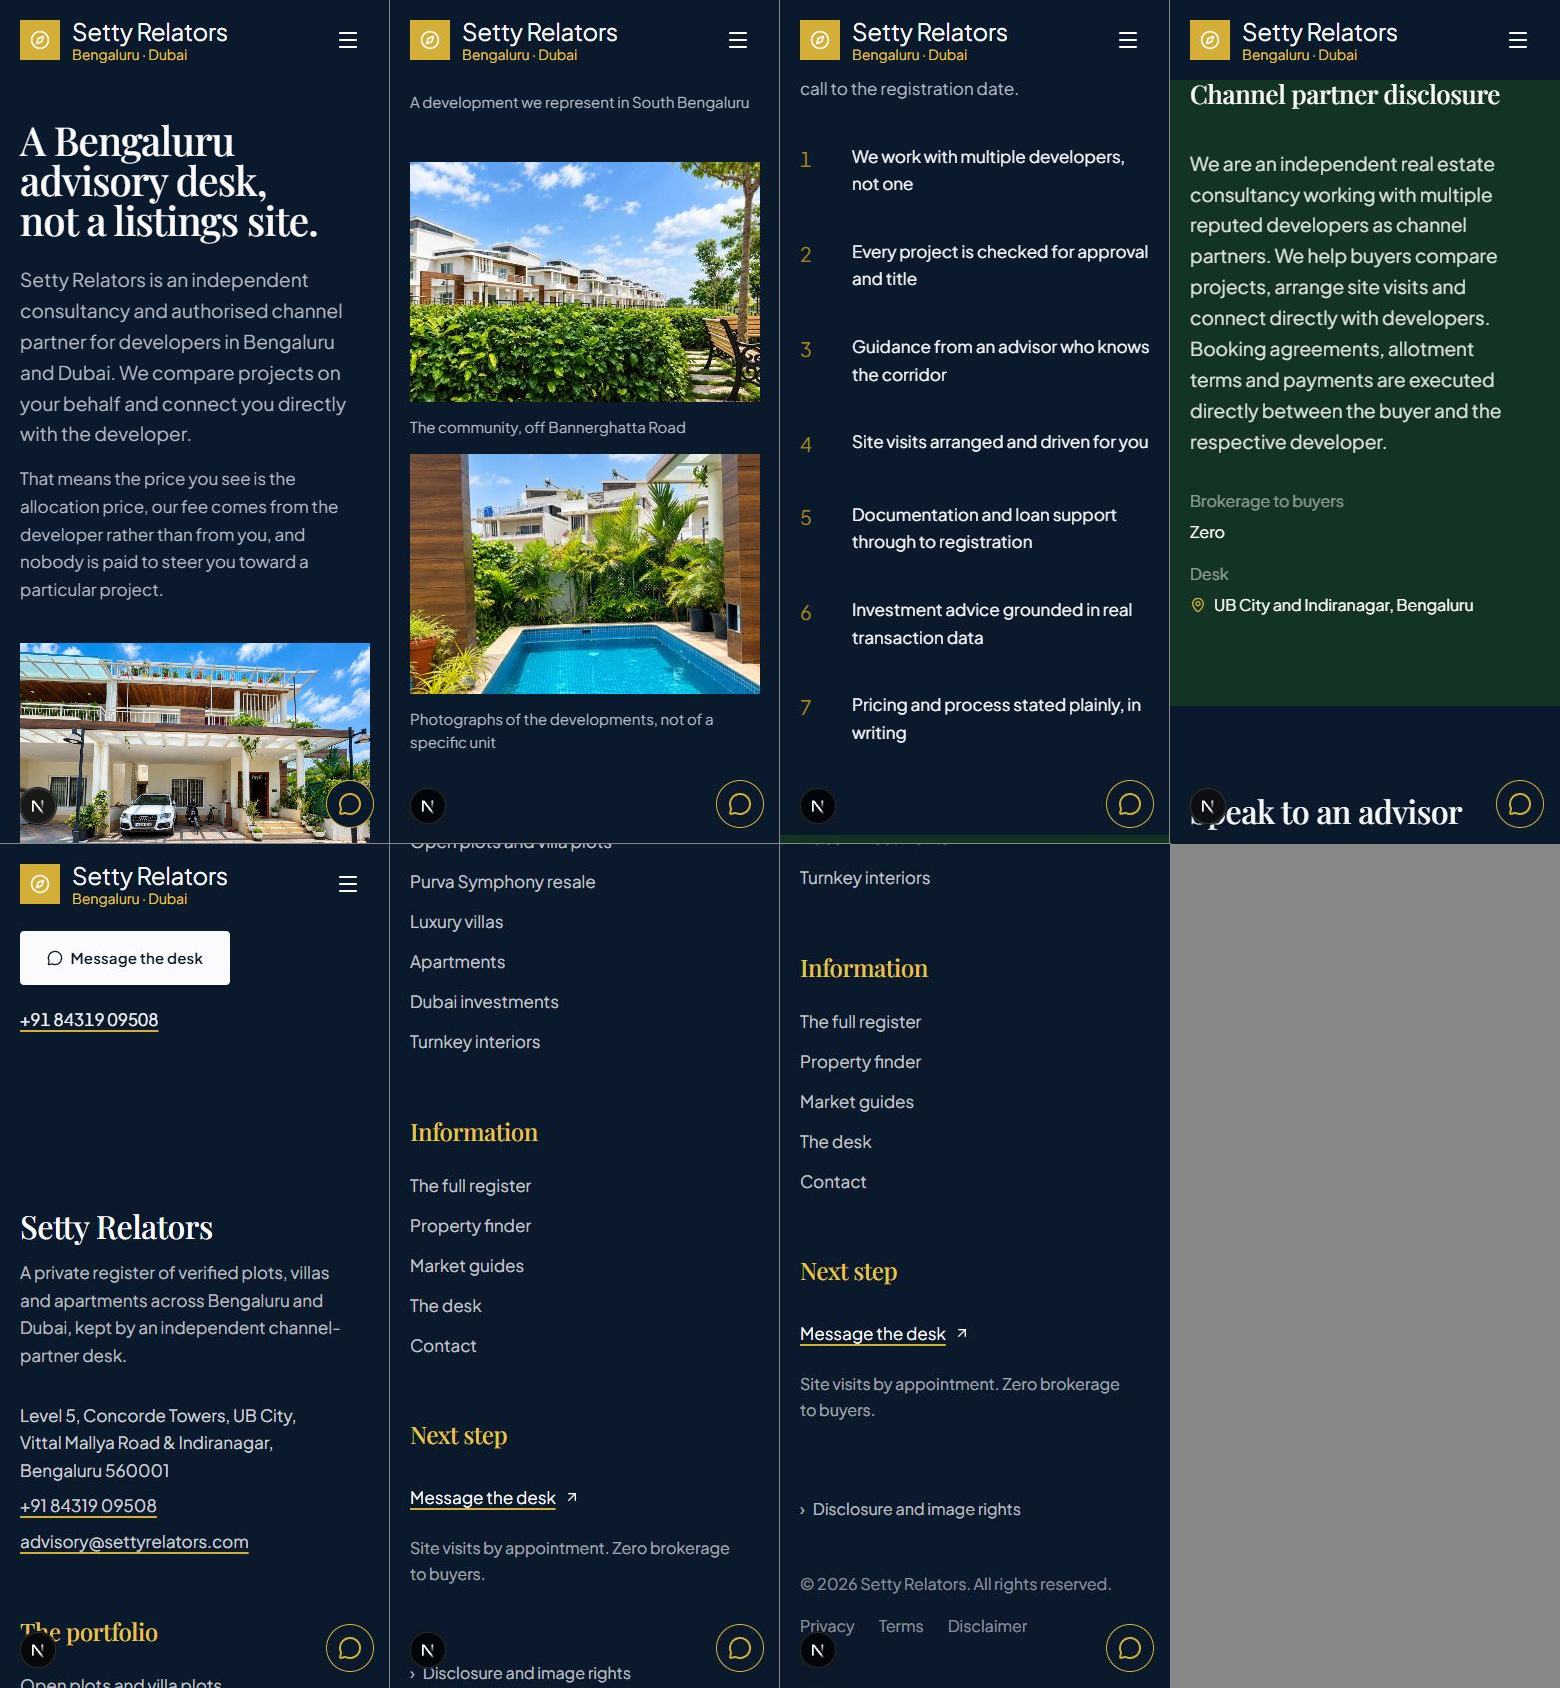 Setty Relators
Bengaluru · Dubai
A Bengaluru
advisory desk,
not a listings site.
Setty Relators is an independent
consultancy and authorised channel
partner for developers in Bengaluru
and Dubai. We compare projects on
your behalf and connect you directly
with the developer.
That means the price you see is the
allocation price, our fee comes from the
developer rather than from you, and
nobody is paid to steer you toward a
particular project.
N
Setty Relators
Bengaluru · Dubai
A development we represent in South Bengaluru
The community, off Bannerghatta Road
Photographs of the developments, not of a
specific unit
N
Setty Relators
Bengaluru · Dubai
call to the registration date.
1 We work with multiple developers,
not one
2 Every project is checked for approval
and title
3 Guidance from an advisor who knows
the corridor
4 Site visits arranged and driven for you
5 Documentation and loan support
through to registration
6 Investment advice grounded in real
transaction data
7 Pricing and process stated plainly, in
writing
N
Setty Relators
Bengaluru · Dubai
Channel partner disclosure
We are an independent real estate
consultancy working with multiple
reputed developers as channel
partners. We help buyers compare
projects, arrange site visits and
connect directly with developers.
Booking agreements, allotment
terms and payments are executed
directly between the buyer and the
respective developer.
Brokerage to buyers
Zero
Desk
UB City and Indiranagar, Bengaluru
Speak to an advisor
N
Setty Relators
Bengaluru · Dubai
Message the desk
+91 84319 09508
Setty Relators
A private register of verified plots, villas
and apartments across Bengaluru and
Dubai, kept by an independent channel-
partner desk.
Level 5, Concorde Towers, UB City,
Vittal Mallya Road & Indiranagar,
Bengaluru 560001
+91 84319 09508
advisory@settyrelators.com
The portfolio
N
Open plots and villa plots
Open plots and villa plots
Purva Symphony resale
Luxury villas
Apartments
Dubai investments
Turnkey interiors
Information
The full register
Property finder
Market guides
The desk
Contact
Next step
Message the desk
Site visits by appointment. Zero brokerage
to buyers.
N
› Disclosure and image rights
Turnkey interiors
Information
The full register
Property finder
Market guides
The desk
Contact
Next step
Message the desk
Site visits by appointment. Zero brokerage
to buyers.
› Disclosure and image rights
© 2026 Setty Relators. All rights reserved.
Privacy Terms Disclaimer
N